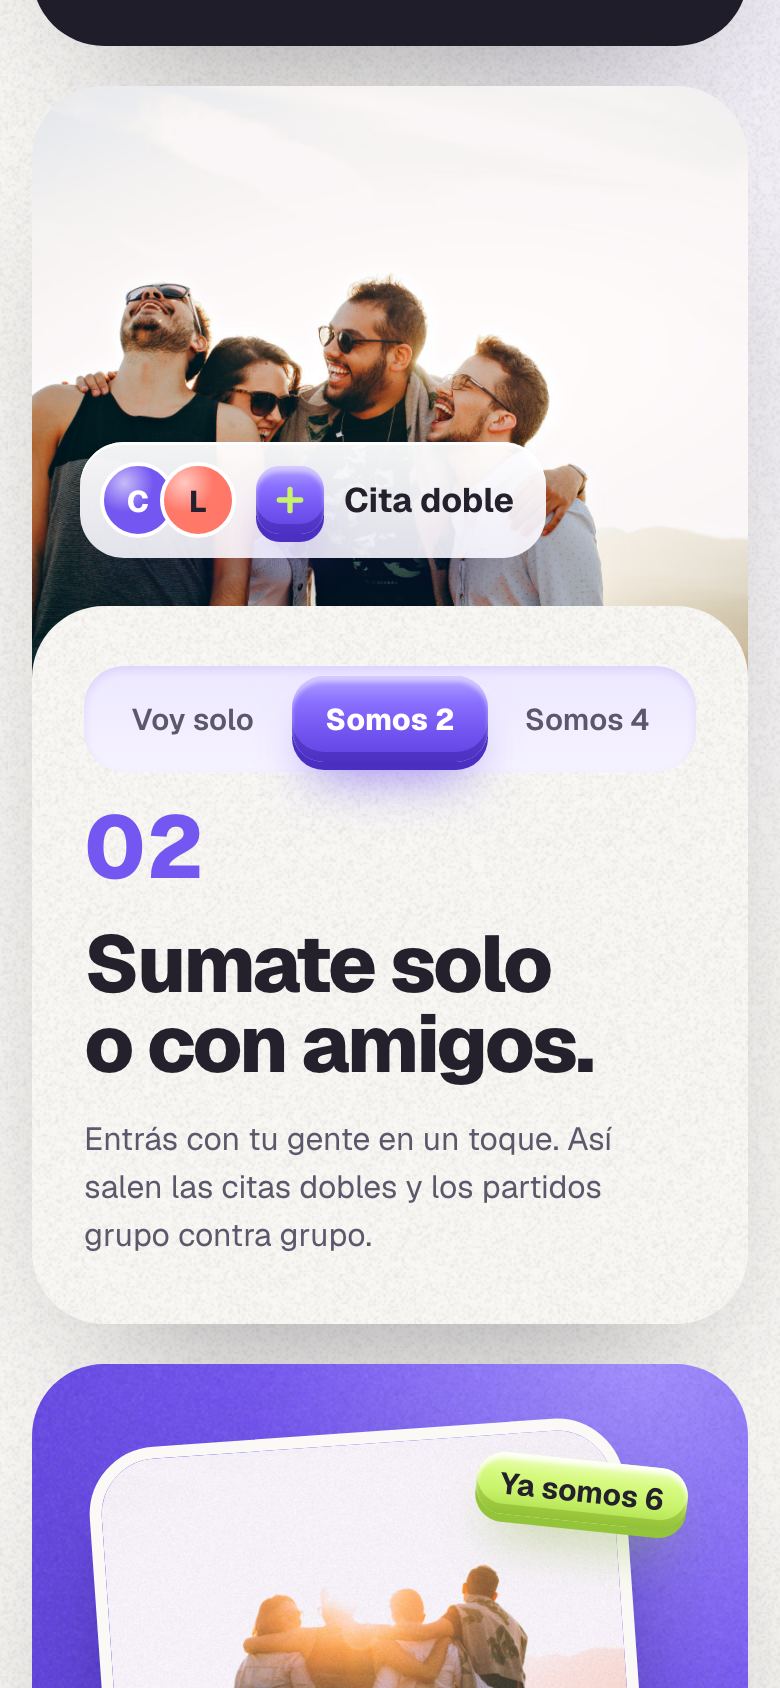 C L + Cita doble
Voy solo Somos 2 Somos 4
02
Sumate solo
o con amigos.
Entrás con tu gente en un toque. Así
salen las citas dobles y los partidos
grupo contra grupo.
Ya somos 6